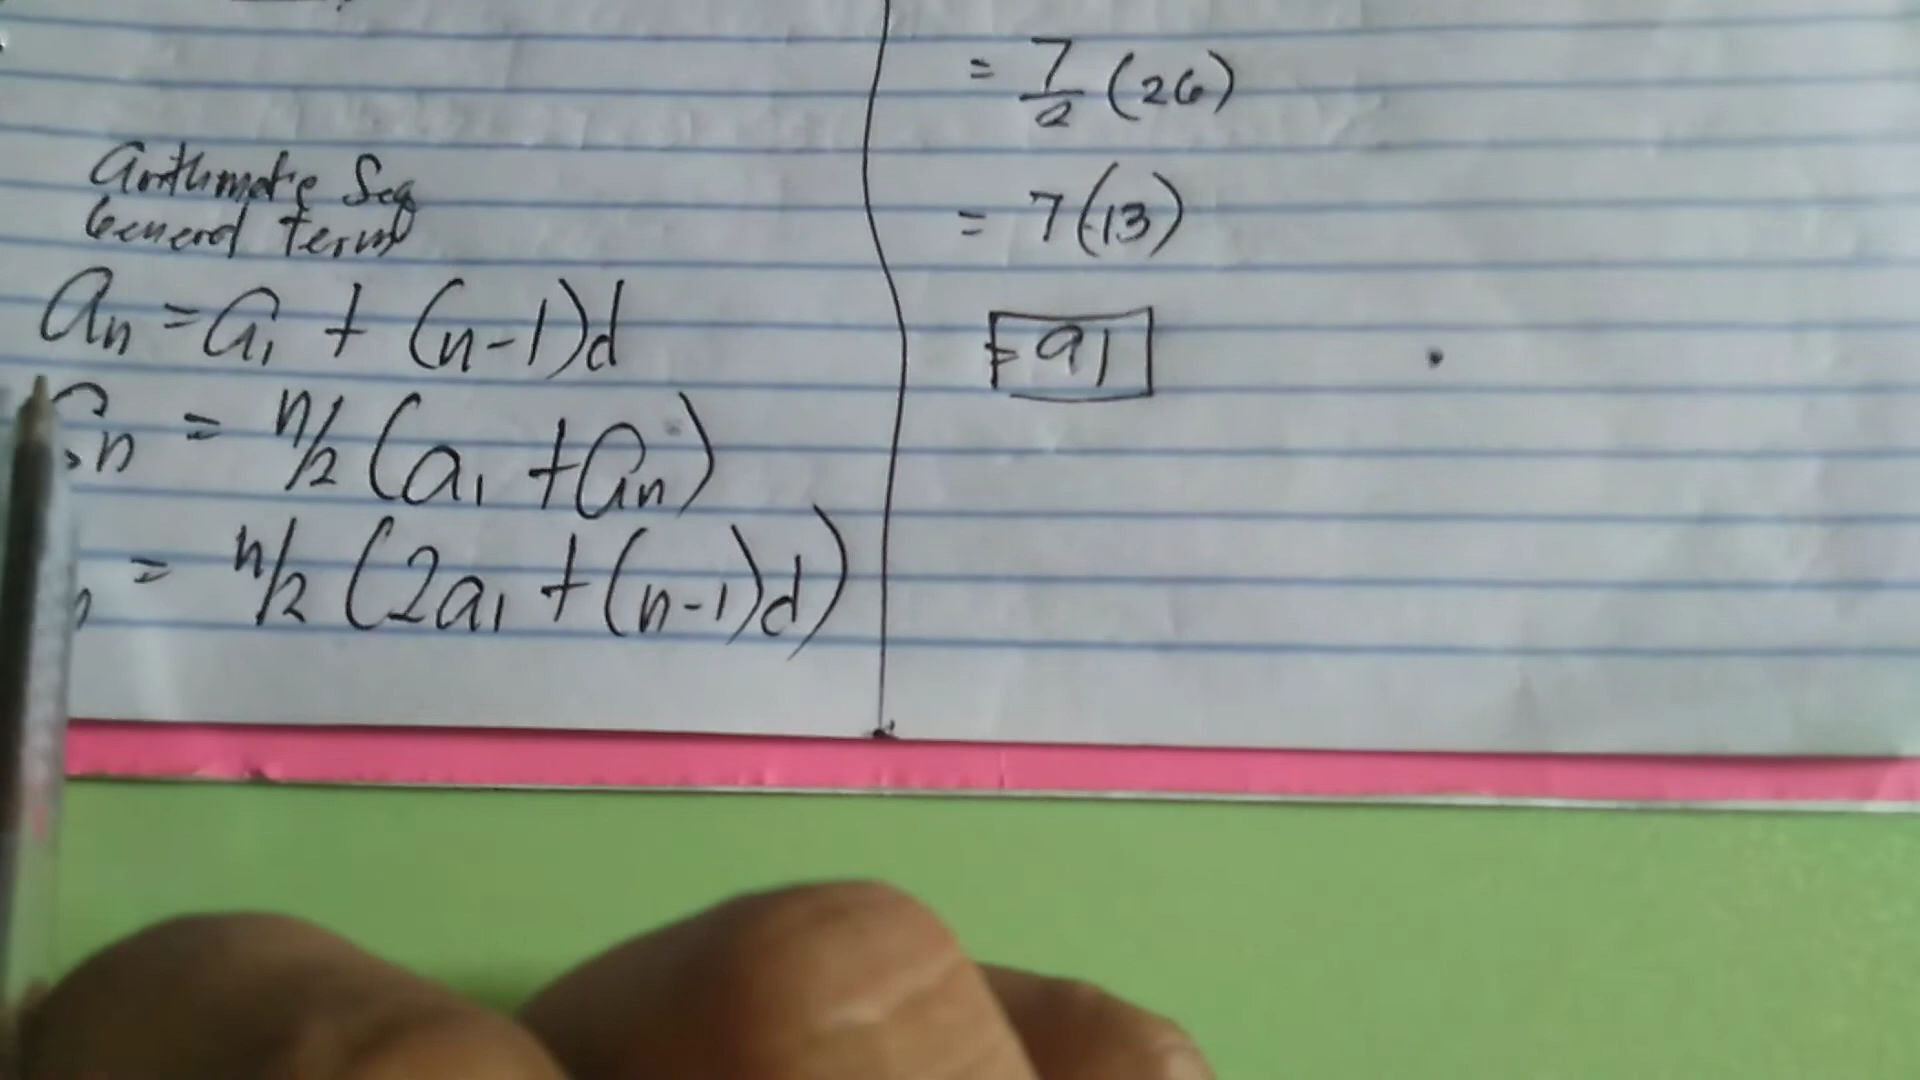 Arithmetic Seq
General term
an = a1 + (n-1)d
Sn = n/2 (a1 + an)
= n/2 (2a1 + (n-1)d)
= 7/2 (26)
= 7(13)
= 91